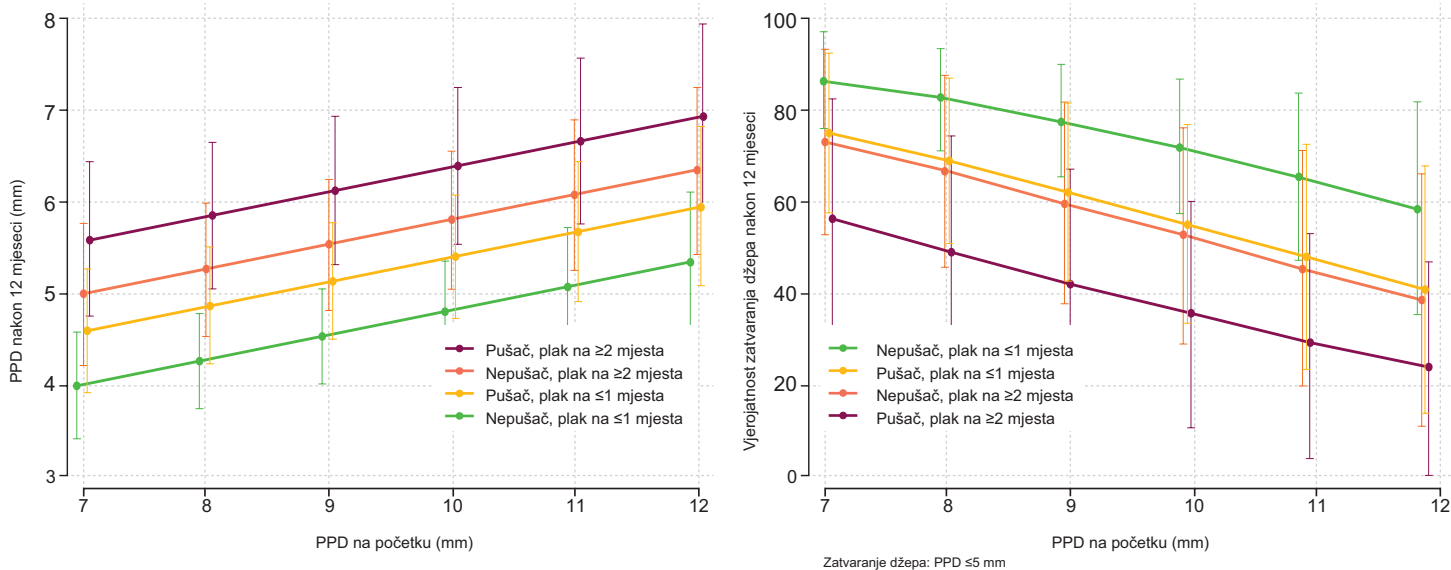 PPD nakon 12 mjeseci (mm)
8
7
6
5
4
3
Pušač, plak na ≥2 mjesta
Nepušač, plak na ≥2 mjesta
Pušač, plak na ≤1 mjesta
Nepušač, plak na ≤1 mjesta
7 8 9 10 11 12
PPD na početku (mm)
Vjerojatnost zatvaranja džepa nakon 12 mjeseci
100
80
60
40
20
0
Nepušač, plak na ≤1 mjesta
Pušač, plak na ≤1 mjesta
Nepušač, plak na ≥2 mjesta
Pušač, plak na ≥2 mjesta
7 8 9 10 11 12
PPD na početku (mm)
Zatvaranje džepa: PPD ≤5 mm